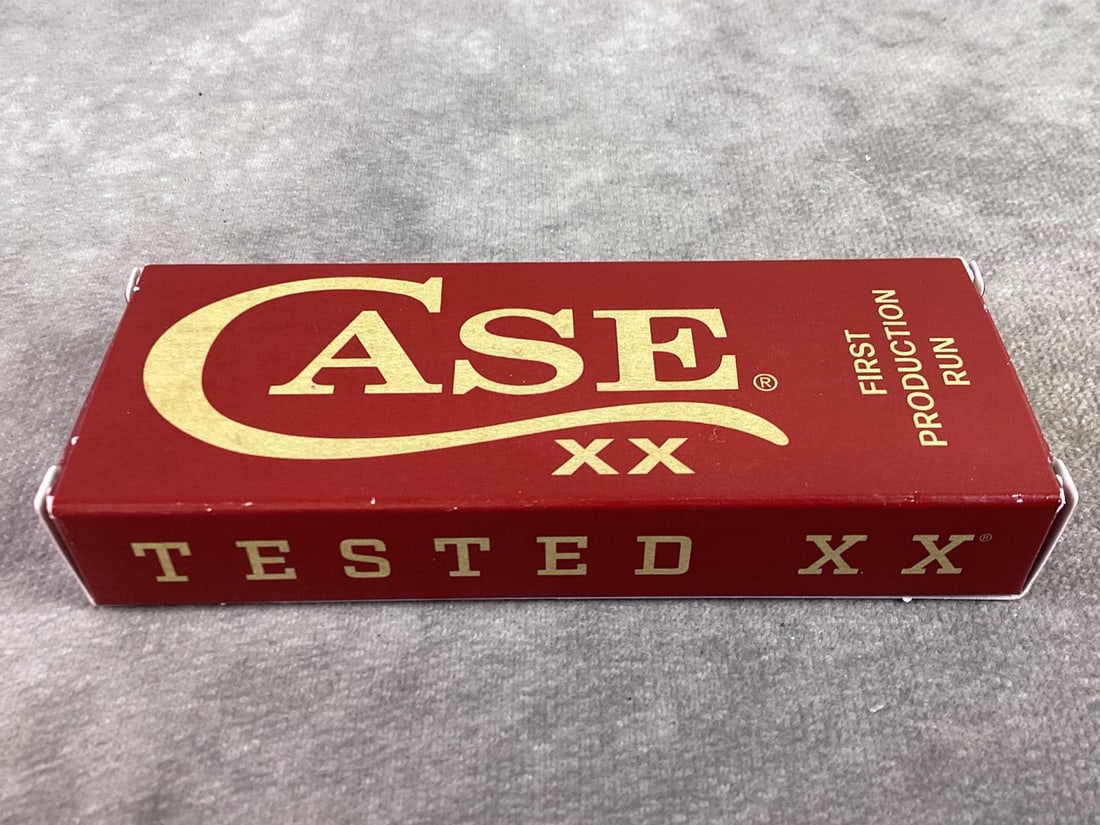 CASE ®
XX
FIRST
PRODUCTION
RUN
TESTED XX®